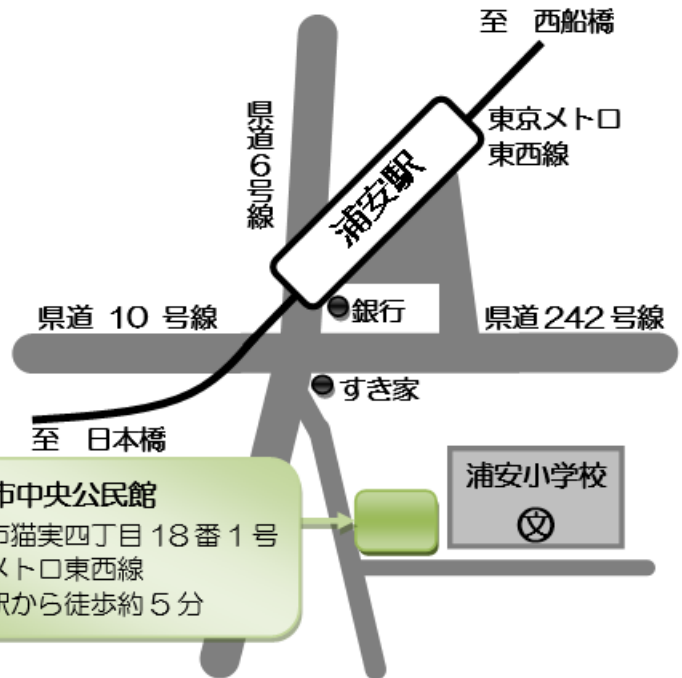 至 西船橋
東京メトロ
東西線
県道6号線
浦安駅
銀行
県道 10 号線
県道242号線
すき家
至 日本橋
市中央公民館
市猫実四丁目18番1号
メトロ東西線
駅から徒歩約5分
浦安小学校
文